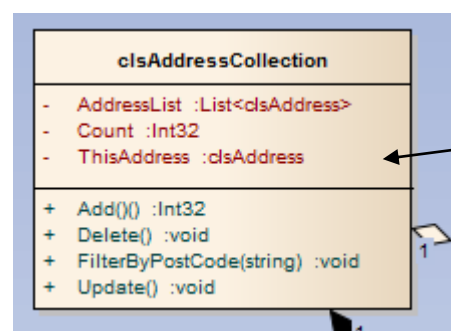 clsAddressCollection
- AddressList :List<clsAddress>
- Count :Int32
- ThisAddress :clsAddress
+ Add()() :Int32
+ Delete() :void
+ FilterByPostCode(string) :void
+ Update() :void
1
1